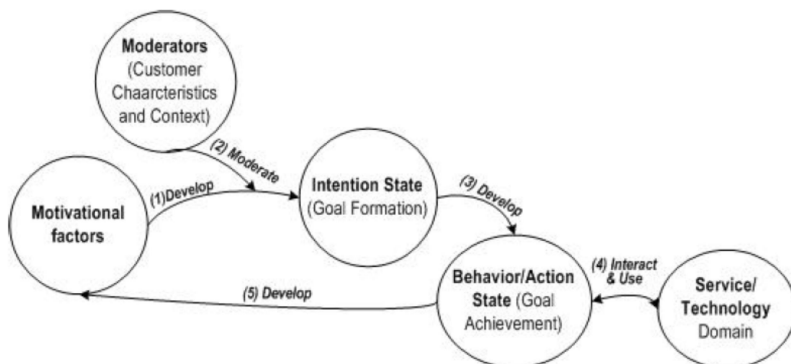 Moderators
(Customer
Chaarcteristics
and Context)
(2) Moderate
(1)Develop
Intention State
(Goal Formation)
(3) Develop
Motivational
factors
Behavior/Action
State (Goal
Achievement)
(4) Interact
& Use
Service/
Technology
Domain
(5) Develop